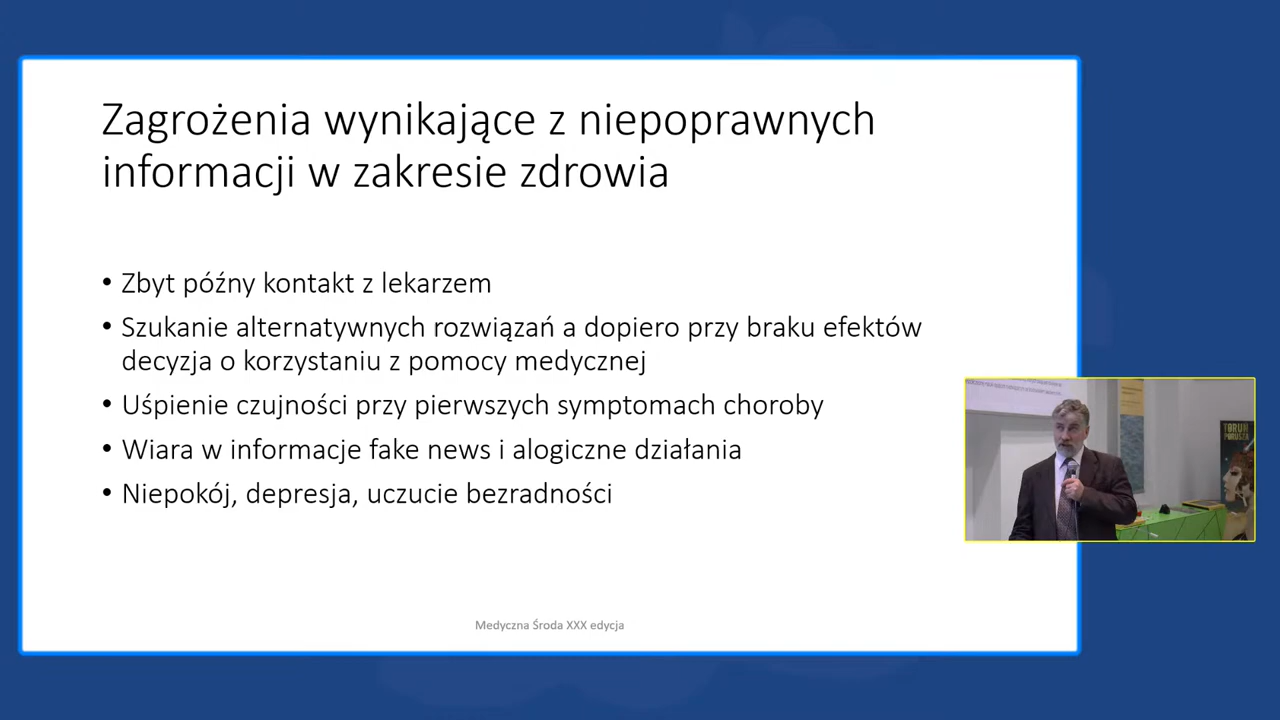 Zagrożenia wynikające z niepoprawnych
informacji w zakresie zdrowia
• Zbyt późny kontakt z lekarzem
• Szukanie alternatywnych rozwiązań a dopiero przy braku efektów
decyzja o korzystaniu z pomocy medycznej
• Uśpienie czujności przy pierwszych symptomach choroby
• Wiara w informacje fake news i alogiczne działania
• Niepokój, depresja, uczucie bezradności
Medyczna Środa XXX edycja
TORUŃ
PORUSZA